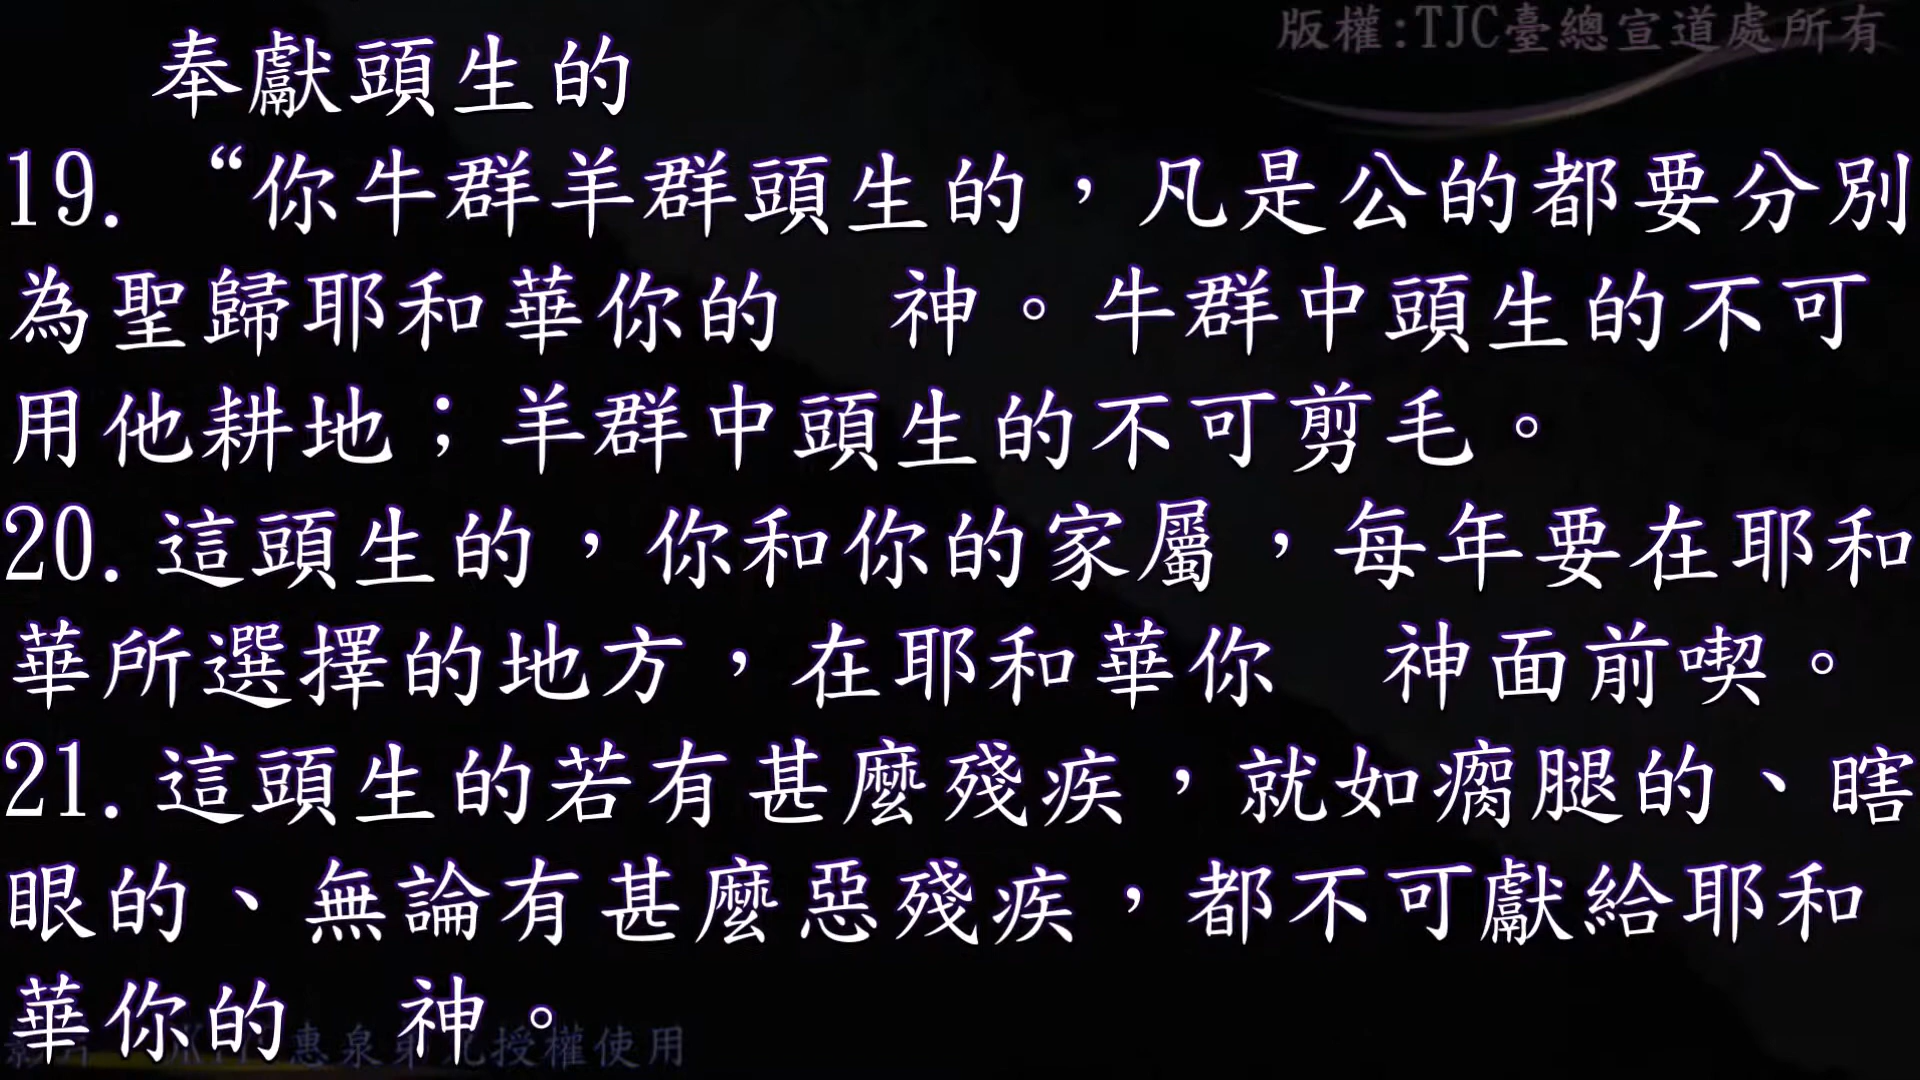 版權:TJC臺總宣道處所有
奉獻頭生的
19. “你牛群羊群頭生的，凡是公的都要分別
為聖歸耶和華你的　神。牛群中頭生的不可
用他耕地；羊群中頭生的不可剪毛。
20.這頭生的，你和你的家屬，每年要在耶和
華所選擇的地方，在耶和華你　神面前喫。
21.這頭生的若有甚麼殘疾，就如瘸腿的、瞎
眼的、無論有甚麼惡殘疾，都不可獻給耶和
華你的　神。
惠泉弟兄授權使用